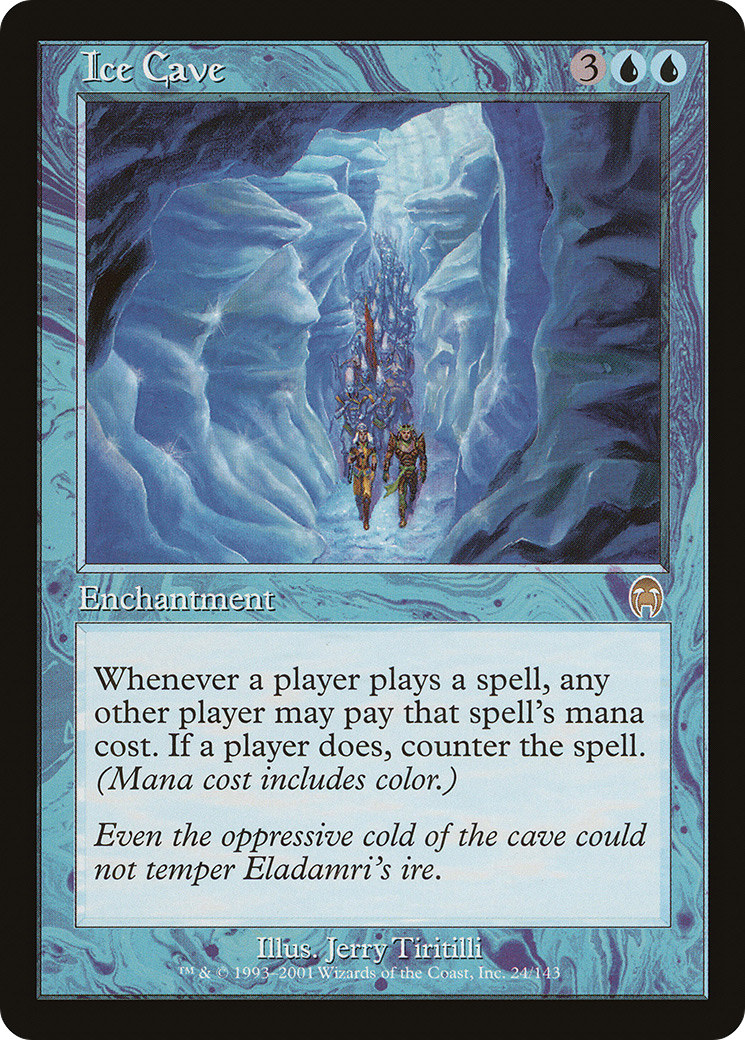 Ice Cave
3
Enchantment
Whenever a player plays a spell, any
other player may pay that spell's mana
cost. If a player does, counter the spell.
(Mana cost includes color.)
Even the oppressive cold of the cave could
not temper Eladamri's ire.
Illus. Jerry Tiritilli
™ & © 1993–2001 Wizards of the Coast, Inc. 24/143